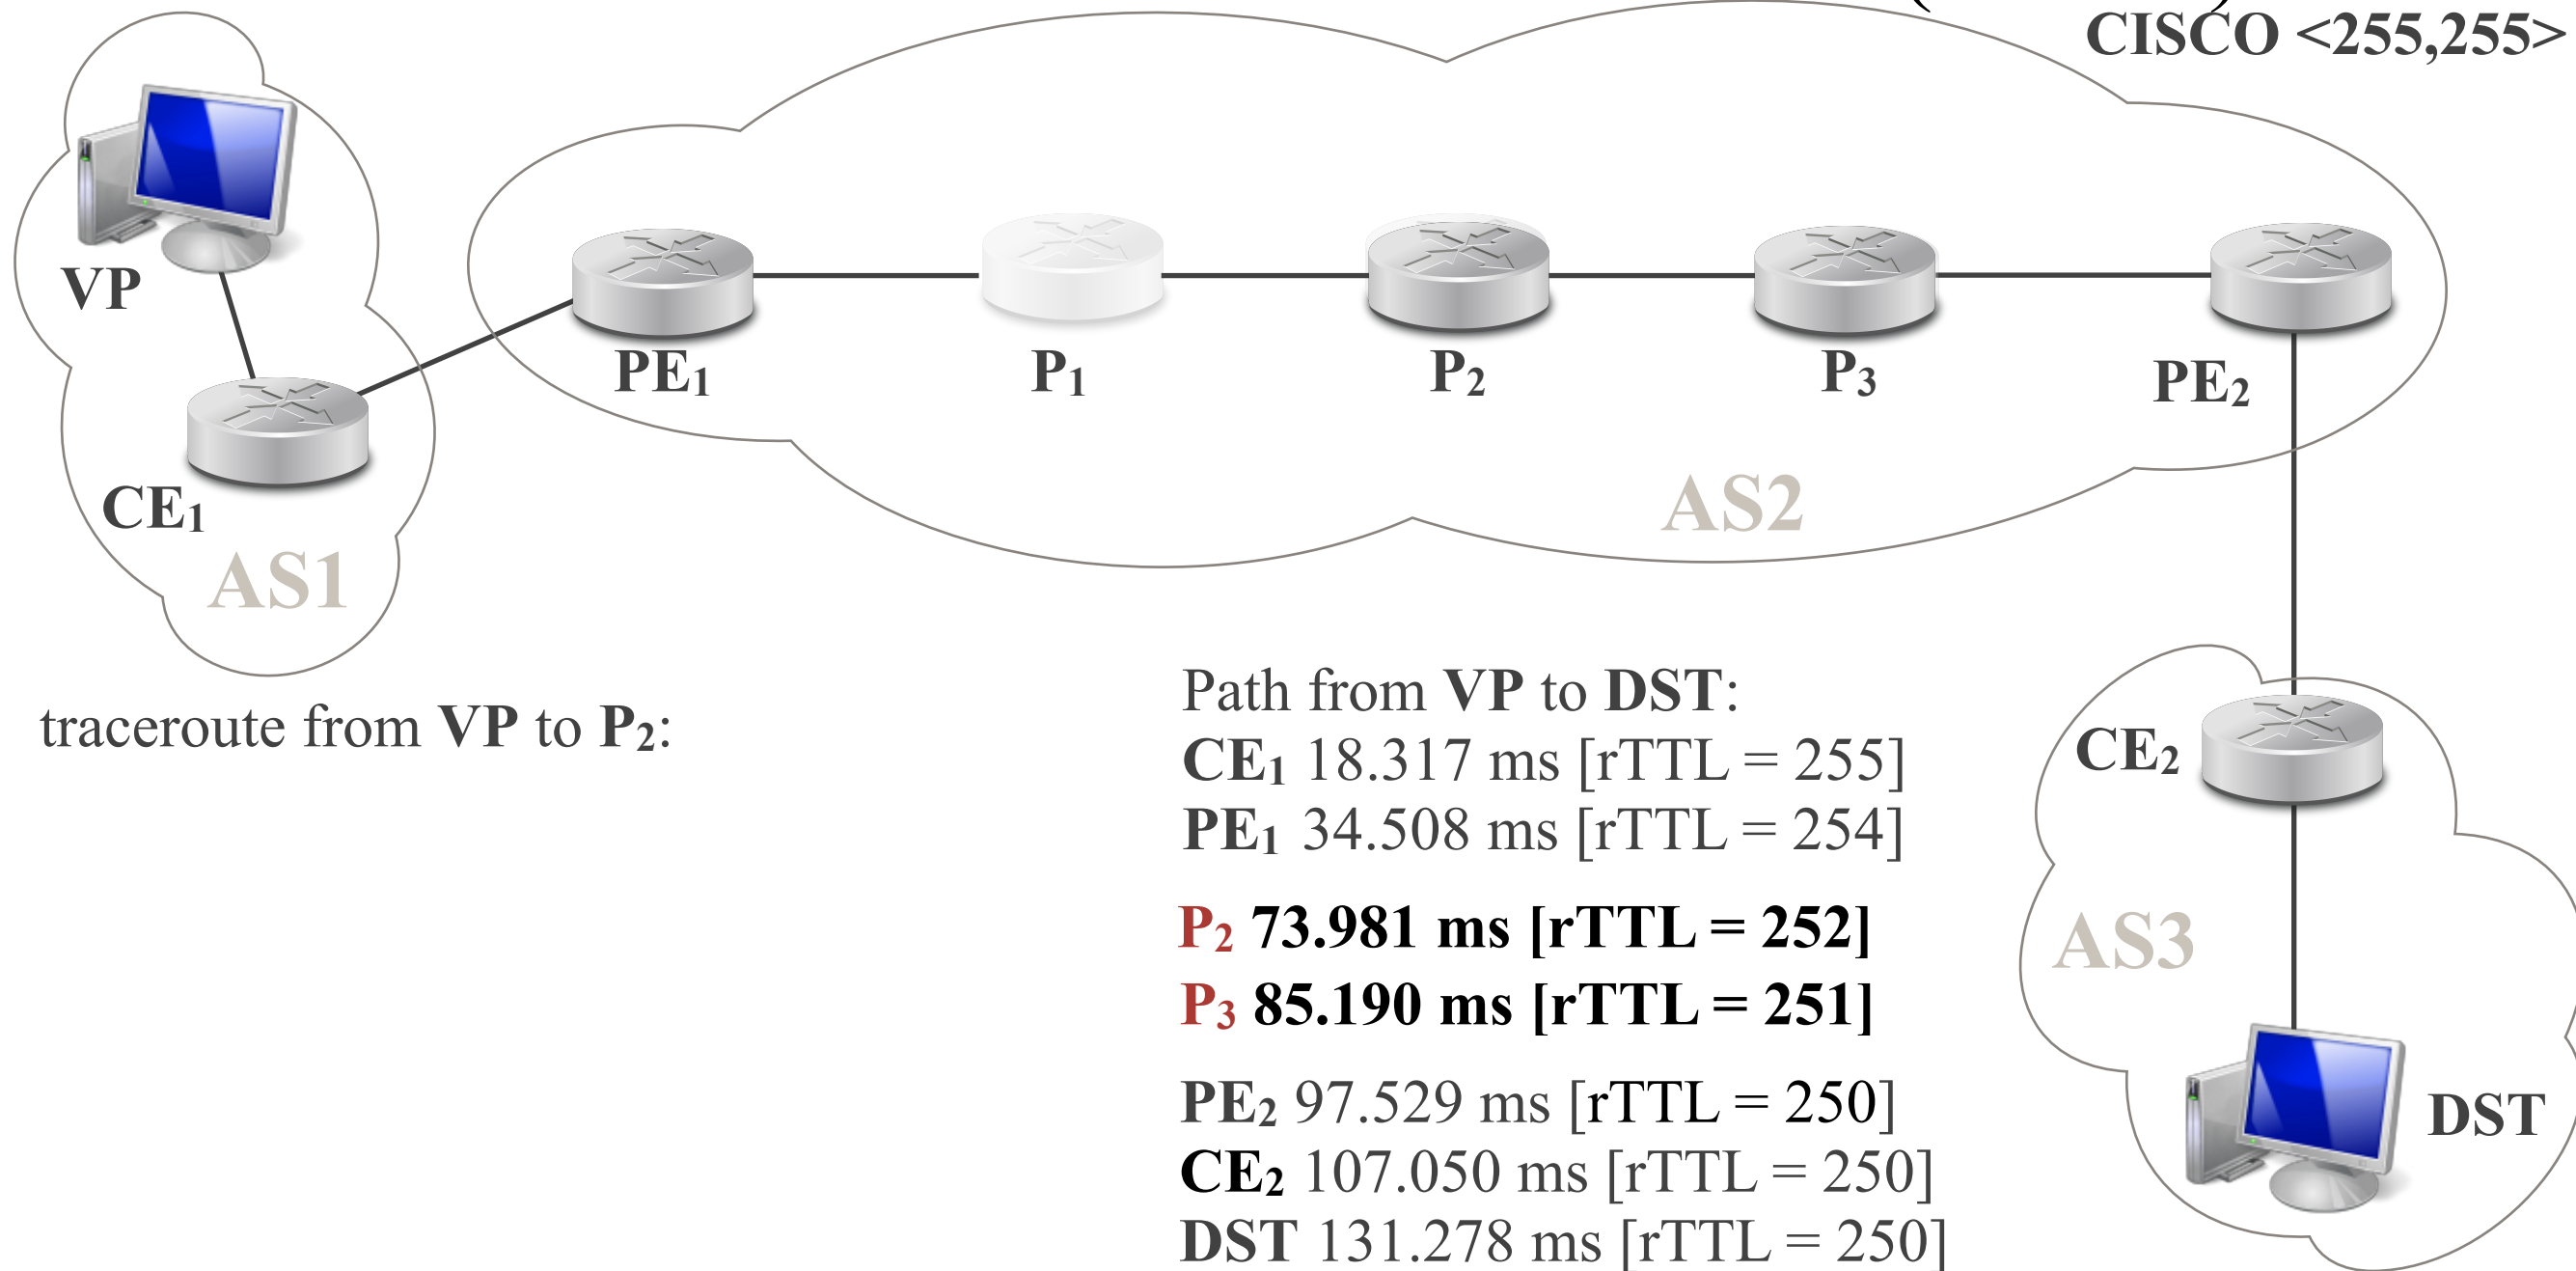 CISCO <255,255>
VP
PE₁
P₁
P₂
P₃
PE₂
CE₁
AS1
AS2
traceroute from VP to P₂:
Path from VP to DST:
CE₁ 18.317 ms [rTTL = 255]
PE₁ 34.508 ms [rTTL = 254]
P₂ 73.981 ms [rTTL = 252]
P₃ 85.190 ms [rTTL = 251]
PE₂ 97.529 ms [rTTL = 250]
CE₂ 107.050 ms [rTTL = 250]
DST 131.278 ms [rTTL = 250]
CE₂
AS3
DST